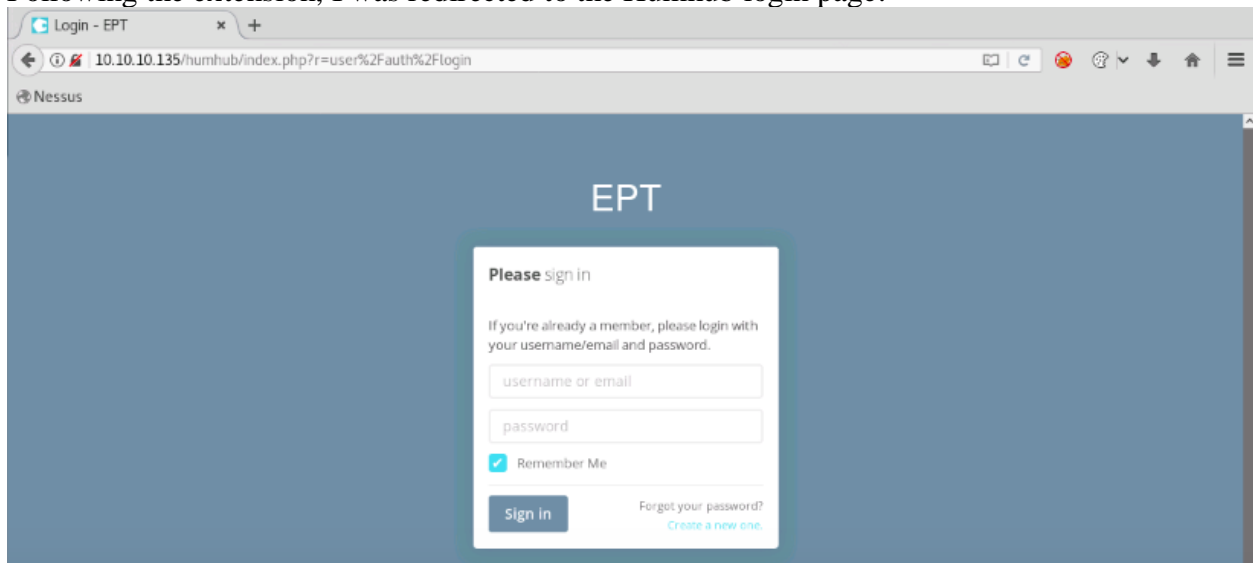 Following the extension, I was redirected to the Humhub login page:
Login - EPT
10.10.10.135/humhub/index.php?r=user%2Fauth%2Flogin
Nessus
EPT
Please sign in
If you're already a member, please login with
your username/email and password.
username or email
password
Remember Me
Sign in
Forgot your password?
Create a new one.